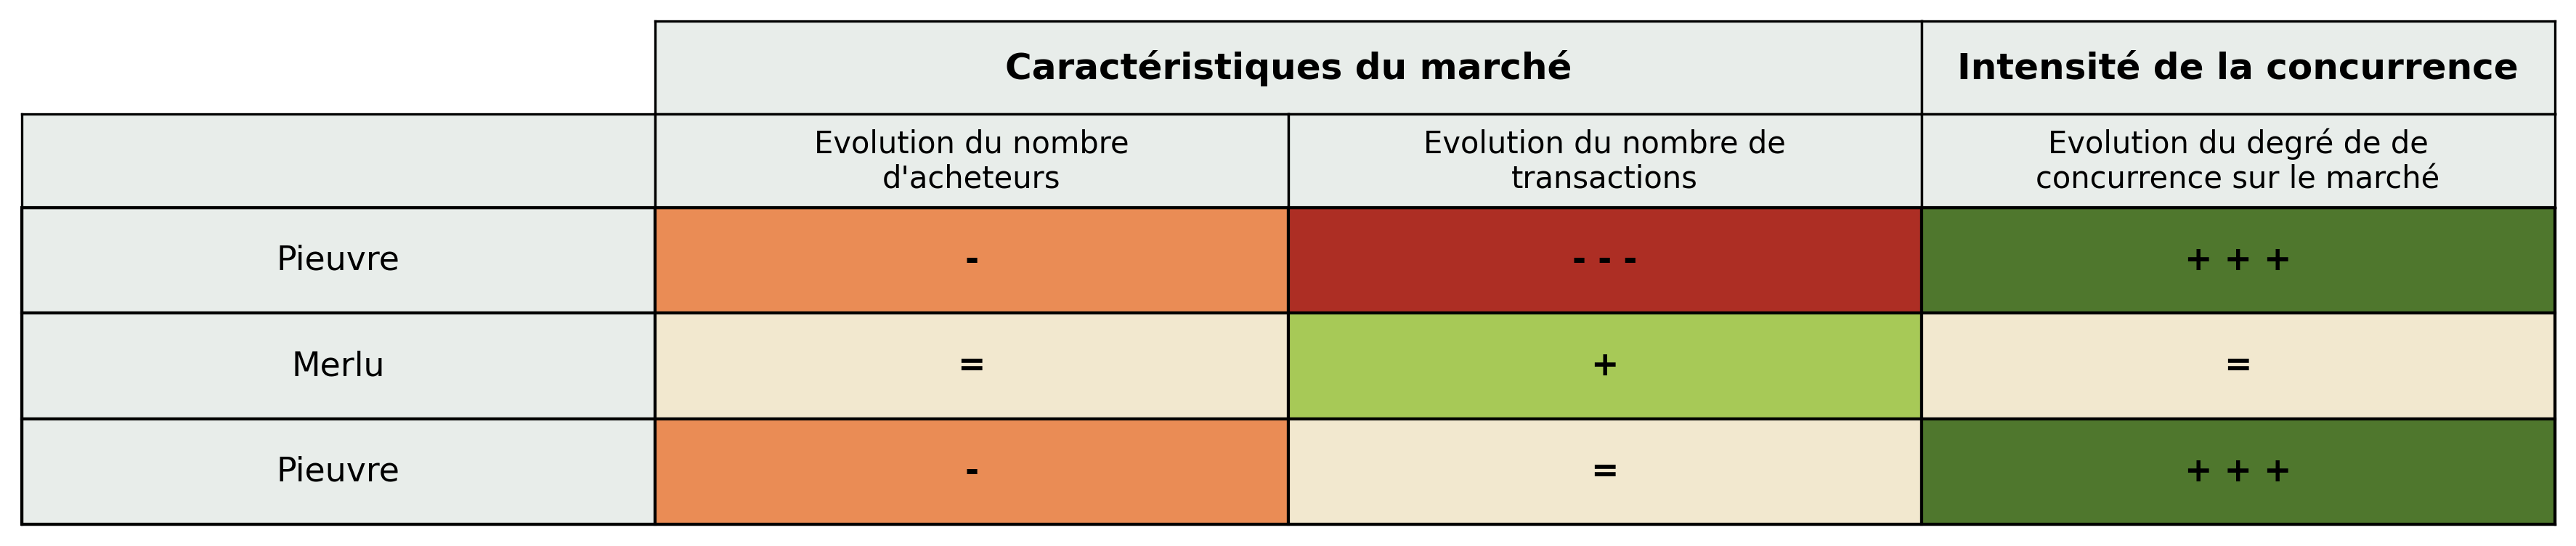 Caractéristiques du marché
Intensité de la concurrence
Evolution du nombre
d'acheteurs
Evolution du nombre de
transactions
Evolution du degré de de
concurrence sur le marché
Pieuvre
-
- - -
+ + +
Merlu
=
+
=
Pieuvre
-
=
+ + +